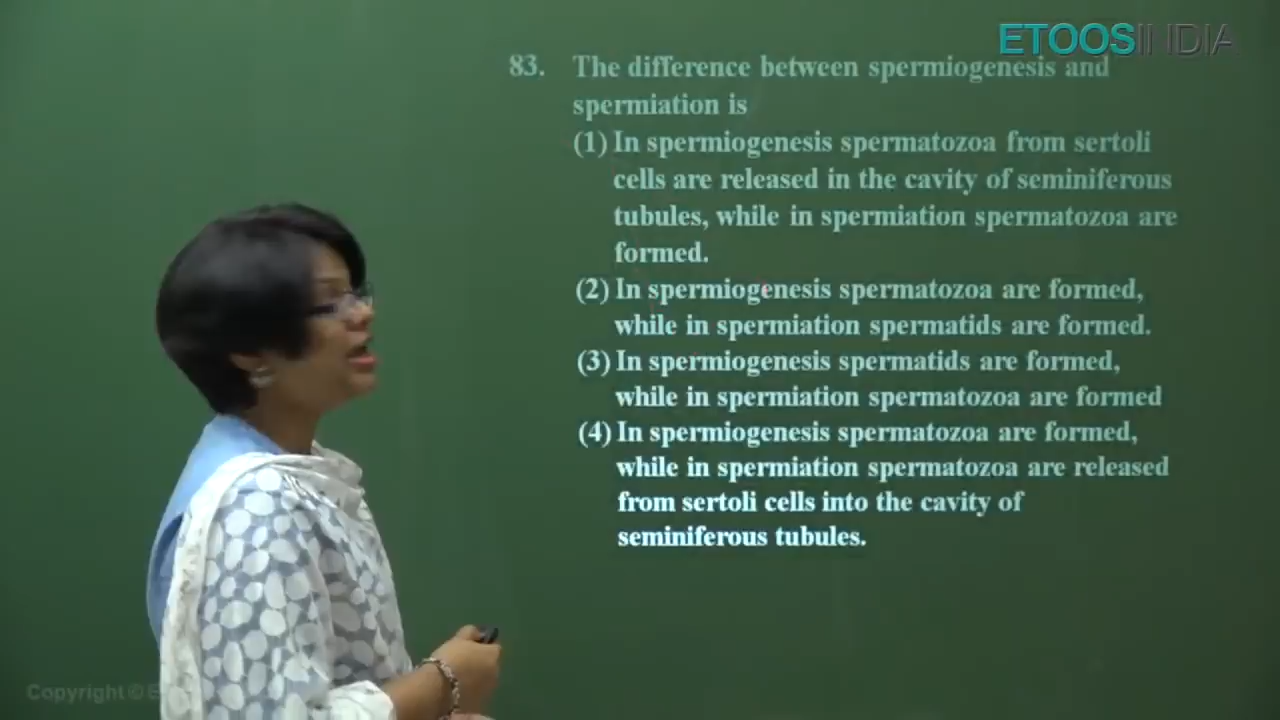 ETOOSINDIA
83. The difference between spermiogenesis and
spermiation is
(1) In spermiogenesis spermatozoa from sertoli
cells are released in the cavity of seminiferous
tubules, while in spermiation spermatozoa are
formed.
(2) In spermiogenesis spermatozoa are formed,
while in spermiation spermatids are formed.
(3) In spermiogenesis spermatids are formed,
while in spermiation spermatozoa are formed
(4) In spermiogenesis spermatozoa are formed,
while in spermiation spermatozoa are released
from sertoli cells into the cavity of
seminiferous tubules.
Copyright ©